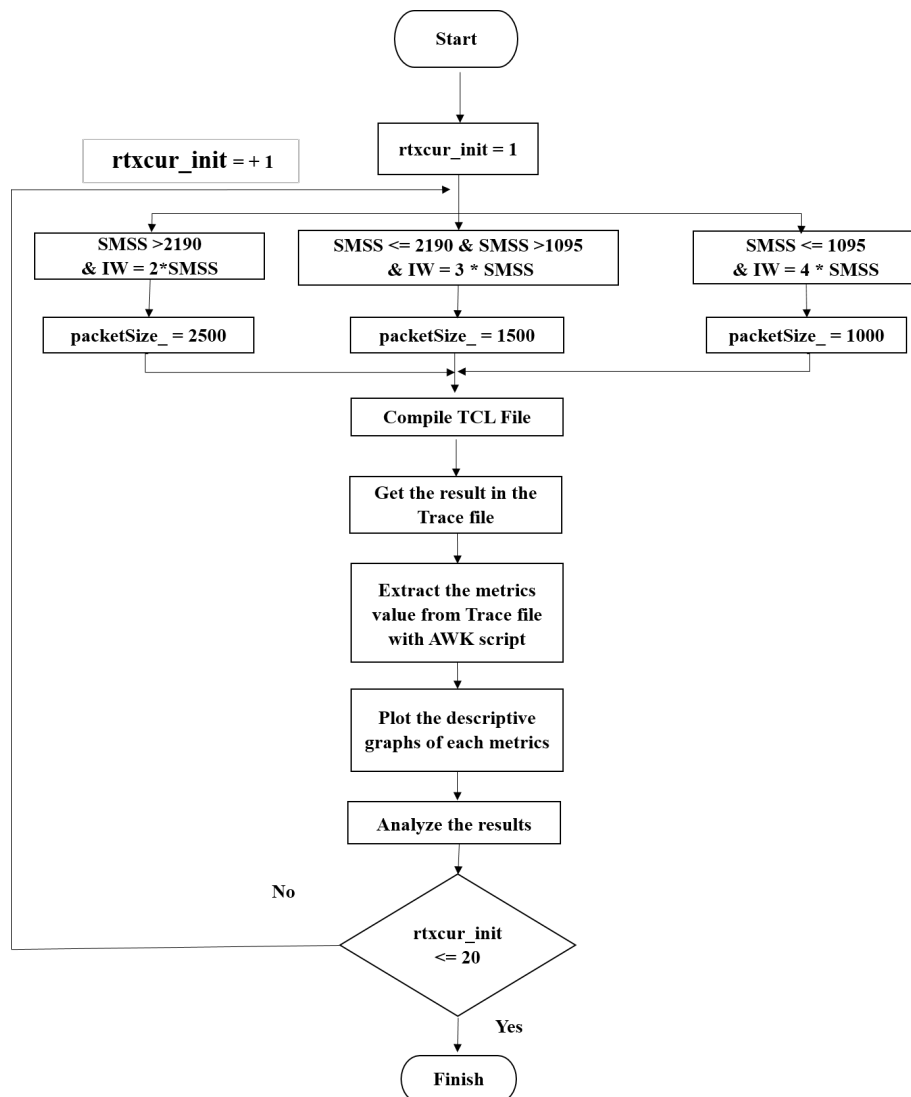 Start
rtxcur_init = 1
rtxcur_init = + 1
SMSS >2190
& IW = 2*SMSS
SMSS <= 2190 & SMSS >1095
& IW = 3 * SMSS
SMSS <= 1095
& IW = 4 * SMSS
packetSize_ = 2500
packetSize_ = 1500
packetSize_ = 1000
Compile TCL File
Get the result in the
Trace file
Extract the metrics
value from Trace file
with AWK script
Plot the descriptive
graphs of each metrics
Analyze the results
No
rtxcur_init
<= 20
Yes
Finish